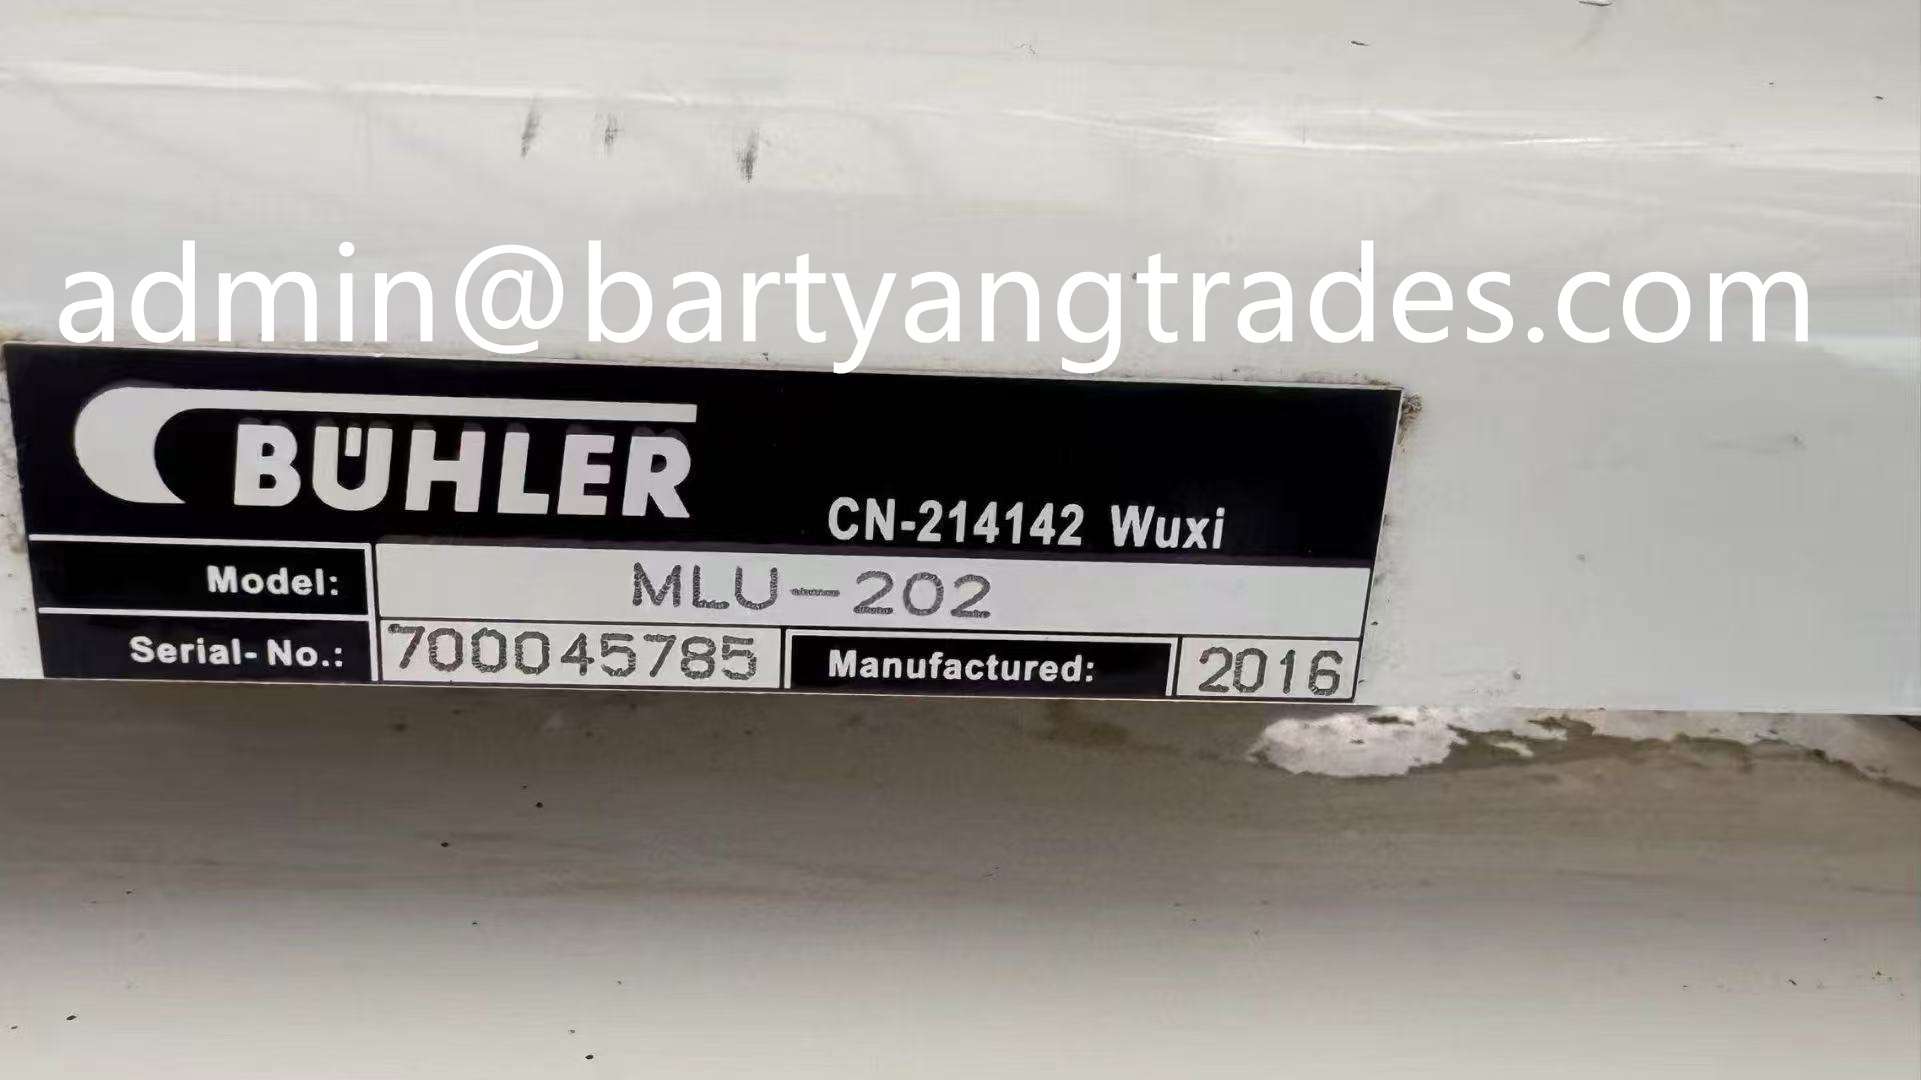 admin@bartyangtrades.com
BÜHLER
CN-214142 Wuxi
Model: MLU-202
Serial-No.: 700045785 Manufactured: 2016